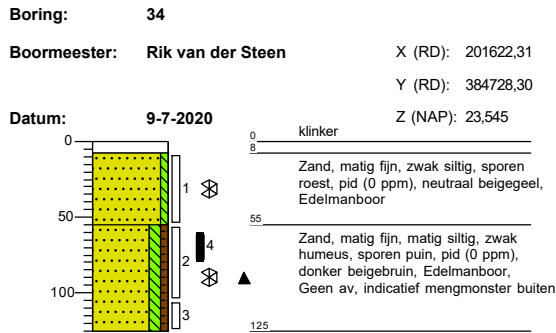 Boring: 34
Boormeester: Rik van der Steen X (RD): 201622,31
Y (RD): 384728,30
Datum: 9-7-2020 Z (NAP): 23,545
0 0 klinker
8
Zand, matig fijn, zwak siltig, sporen
1 roest, pid (0 ppm), neutraal beigegeel,
Edelmanboor
50 55
4 Zand, matig fijn, matig siltig, zwak
2 humeus, sporen puin, pid (0 ppm),
donker beigebruin, Edelmanboor,
100 Geen av, indicatief mengmonster buiten
3
125